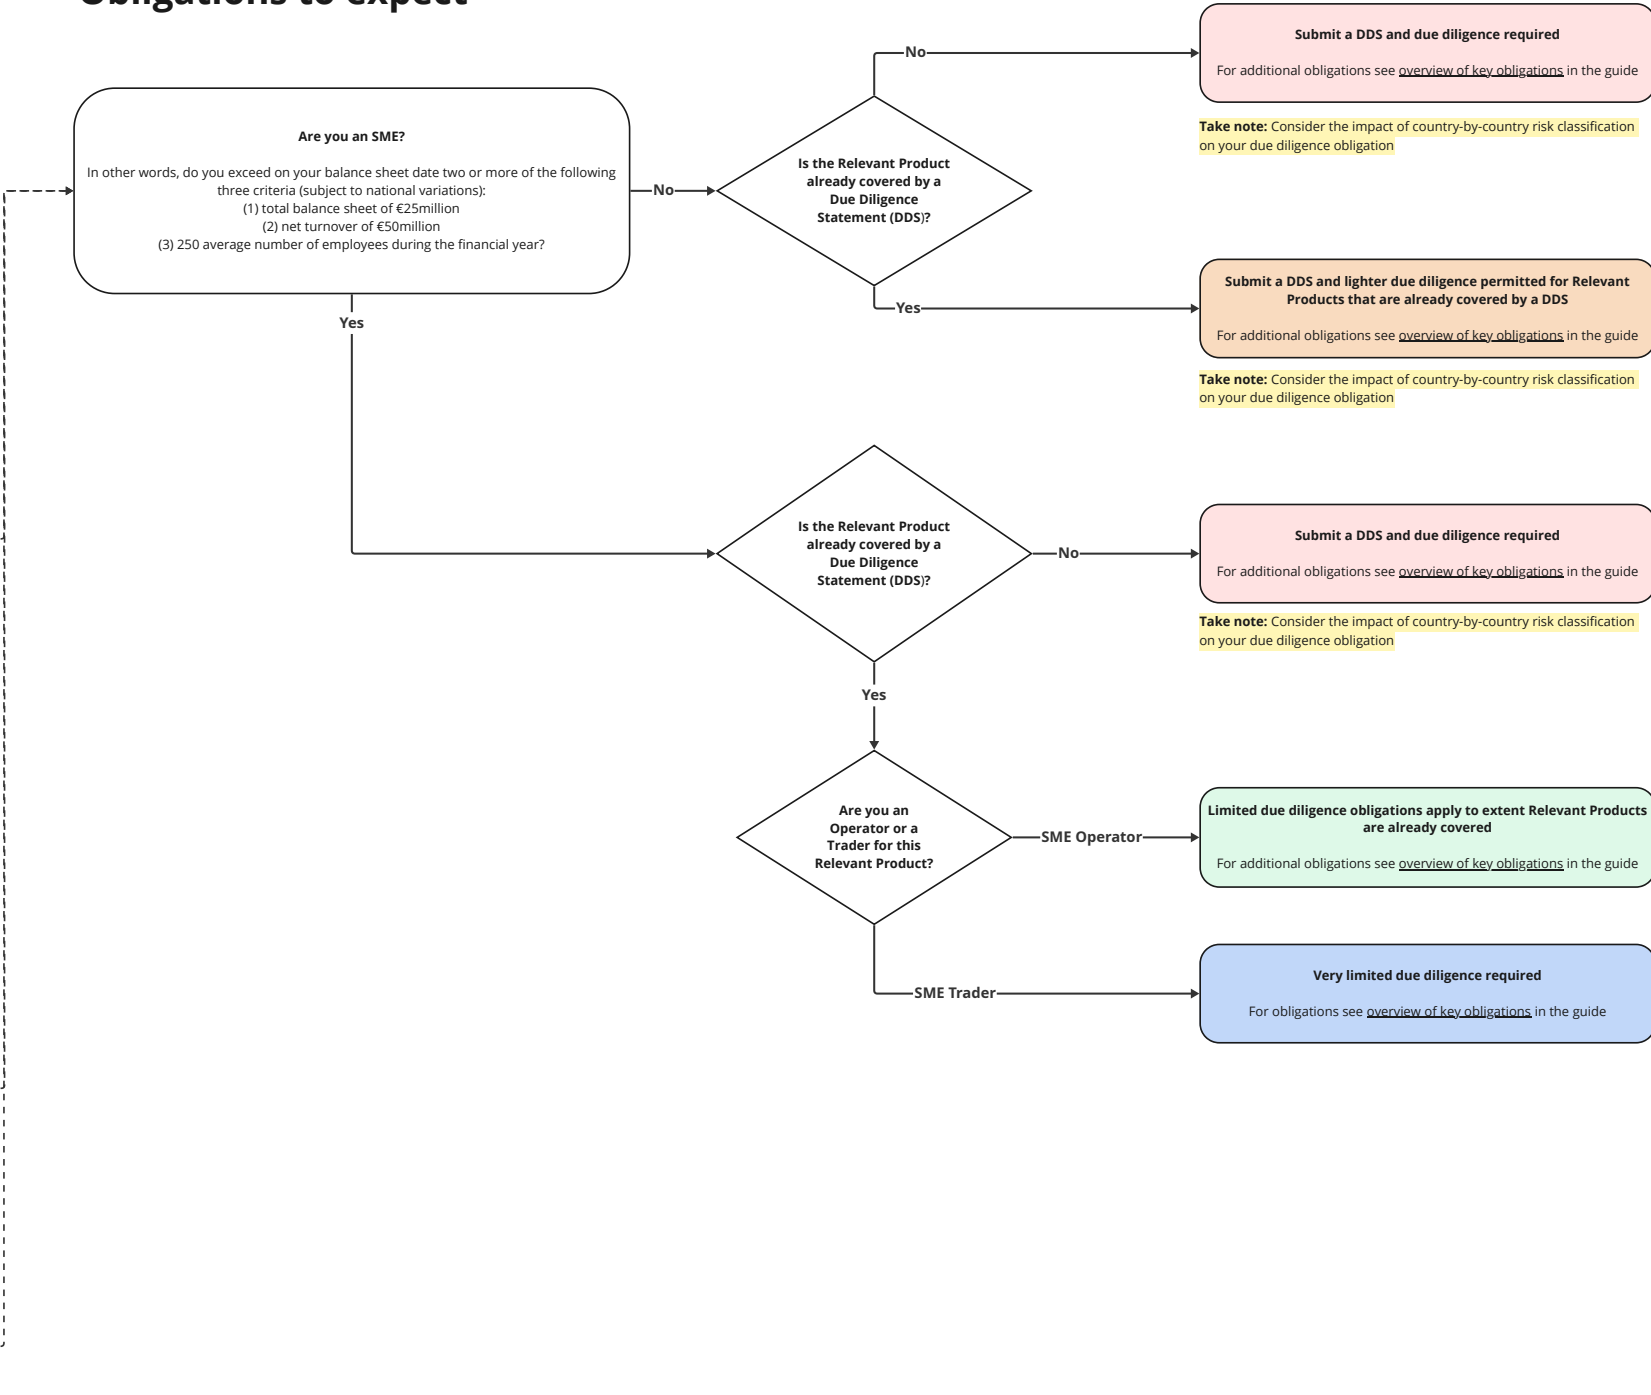 Obligations to expect
No
Submit a DDS and due diligence required
For additional obligations see overview of key obligations in the guide
Take note: Consider the impact of country-by-country risk classification
on your due diligence obligation
Are you an SME?
In other words, do you exceed on your balance sheet date two or more of the following
three criteria (subject to national variations):
(1) total balance sheet of €25million
(2) net turnover of €50million
(3) 250 average number of employees during the financial year?
No
Is the Relevant Product
already covered by a
Due Diligence
Statement (DDS)?
Yes
Submit a DDS and lighter due diligence permitted for Relevant
Products that are already covered by a DDS
For additional obligations see overview of key obligations in the guide
Take note: Consider the impact of country-by-country risk classification
on your due diligence obligation
Yes
Is the Relevant Product
already covered by a
Due Diligence
Statement (DDS)?
No
Submit a DDS and due diligence required
For additional obligations see overview of key obligations in the guide
Take note: Consider the impact of country-by-country risk classification
on your due diligence obligation
Yes
Are you an
Operator or a
Trader for this
Relevant Product?
SME Operator
Limited due diligence obligations apply to extent Relevant Products
are already covered
For additional obligations see overview of key obligations in the guide
SME Trader
Very limited due diligence required
For obligations see overview of key obligations in the guide